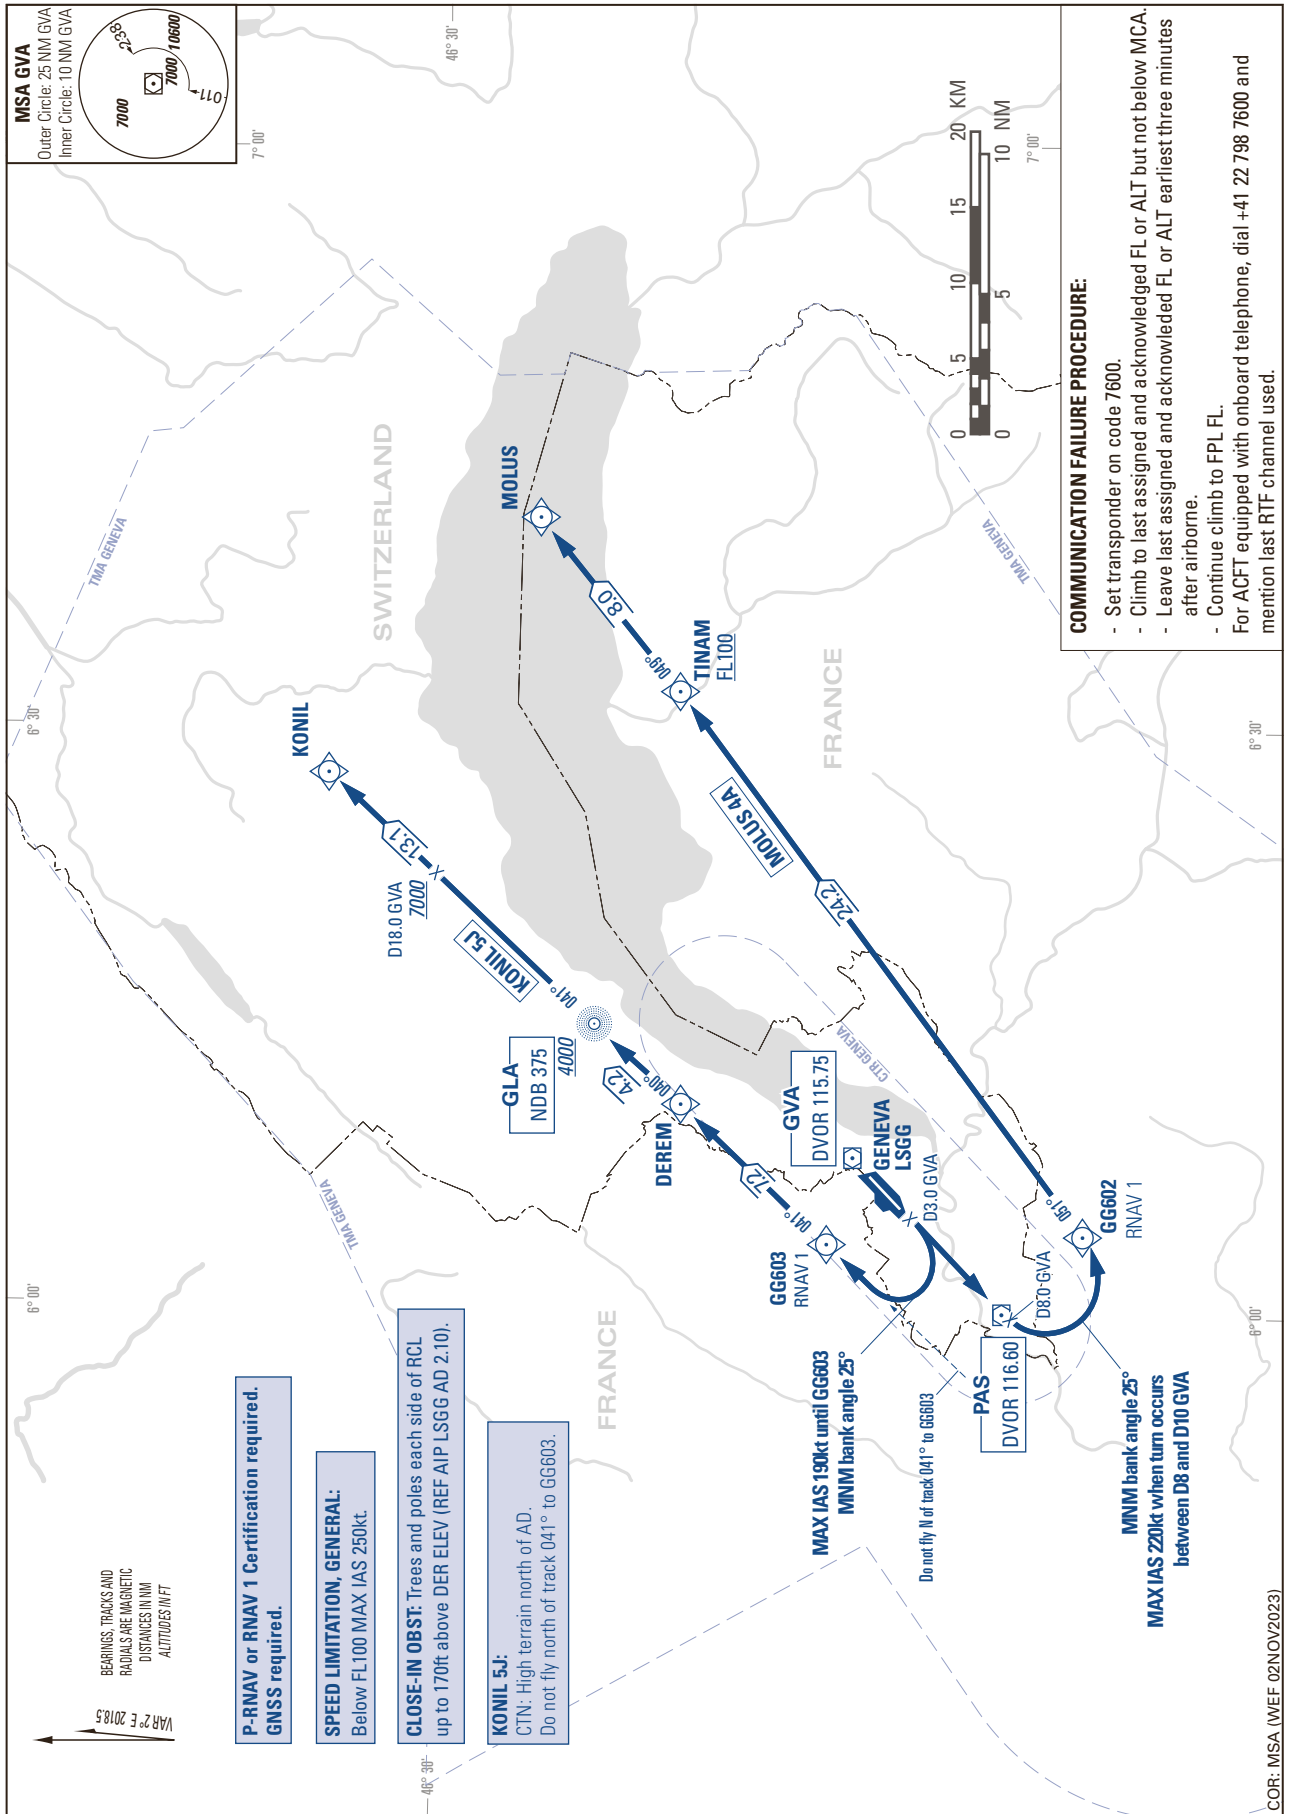 BEARINGS, TRACKS AND
RADIALS ARE MAGNETIC
DISTANCES IN NM
ALTITUDES IN FT
VAR 2° E 2018.5
P-RNAV or RNAV 1 Certification required.
GNSS required.
SPEED LIMITATION, GENERAL:
Below FL100 MAX IAS 250kt.
CLOSE-IN OBST: Trees and poles each side of RCL
up to 170ft above DER ELEV (REF AIP LSGG AD 2.10).
KONIL 5J:
CTN: High terrain north of AD.
Do not fly north of track 041° to GG603.
MSA GVA
Outer Circle: 25 NM GVA
Inner Circle: 10 NM GVA
7000
238
7000
10600
011
46° 30'
7° 00'
6° 30'
6° 00'
46° 30'
TMA GENEVA
TMA GENEVA
SWITZERLAND
KONIL
13.1
D18.0 GVA
7000
KONIL 5J
041°
GLA
NDB 375
4000
4.2
040°
DEREM
7.2
041°
GG603
RNAV 1
MOLUS
8.0
049°
TINAM
FL100
MOLUS 4A
24.2
051°
GG602
RNAV 1
FRANCE
FRANCE
TMA GENEVA
CTR GENEVA
GVA
DVOR 115.75
GENEVA
LSGG
D3.0 GVA
D8.0 GVA
PAS
DVOR 116.60
MAX IAS 190kt until GG603
MNM bank angle 25°
Do not fly N of track 041° to GG603
MNM bank angle 25°
MAX IAS 220kt when turn occurs
between D8 and D10 GVA
0 5 10 15 20 KM
0 5 10 NM
7° 00'
6° 30'
6° 00'
COMMUNICATION FAILURE PROCEDURE:
- Set transponder on code 7600.
- Climb to last assigned and acknowledged FL or ALT but not below MCA.
- Leave last assigned and acknowleded FL or ALT earliest three minutes
after airborne.
- Continue climb to FPL FL.
For ACFT equipped with onboard telephone, dial +41 22 798 7600 and
mention last RTF channel used.
COR: MSA (WEF 02NOV2023)